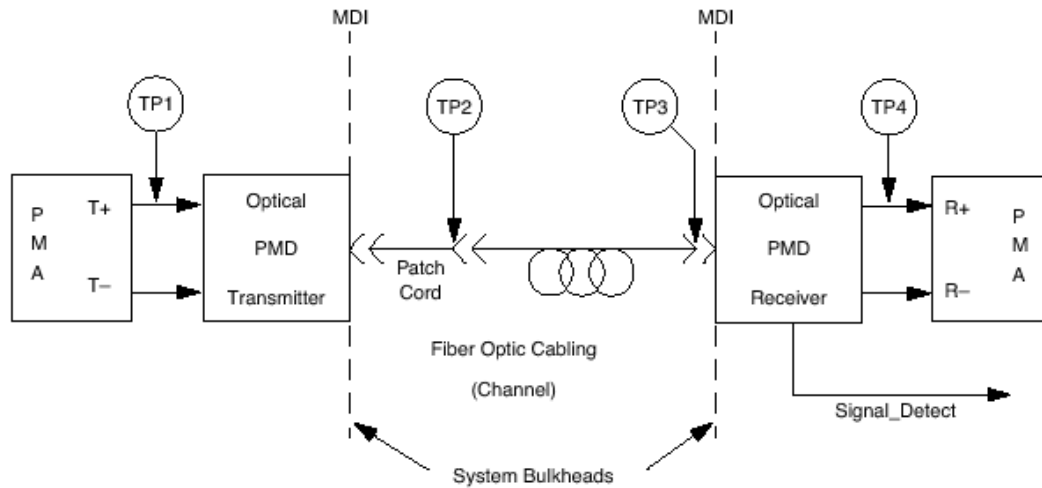 MDI
MDI
TP1
TP2
TP3
TP4
P
M
A
T+
T−
Optical
PMD
Transmitter
Patch
Cord
Optical
PMD
Receiver
R+
R−
P
M
A
Fiber Optic Cabling
(Channel)
Signal_Detect
System Bulkheads